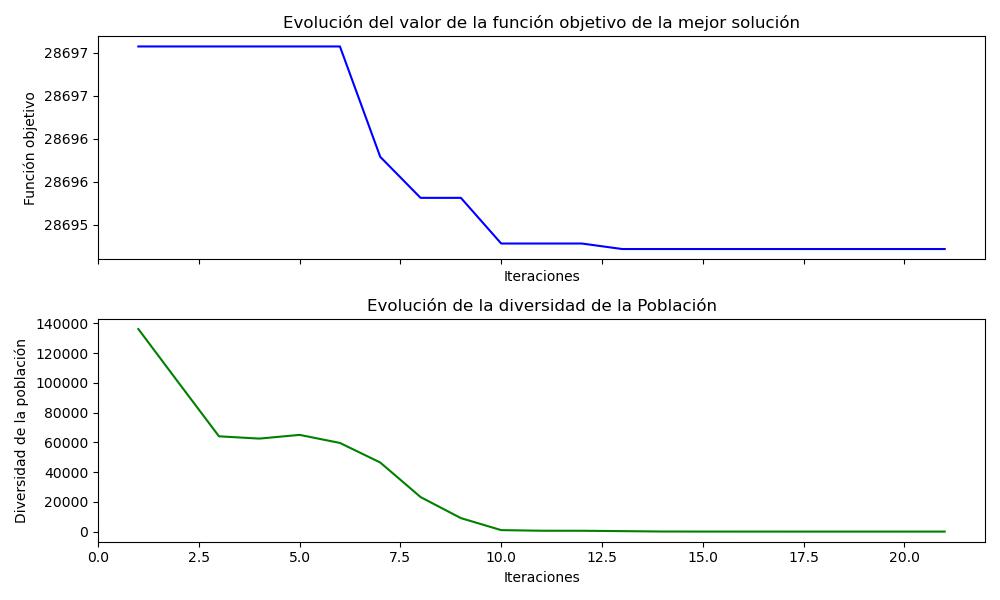 Evolución del valor de la función objetivo de la mejor solución
28697
28697
28696
28696
28695
Función objetivo
Iteraciones
Evolución de la diversidad de la Población
140000
120000
100000
80000
60000
40000
20000
0
Diversidad de la población
0.0 2.5 5.0 7.5 10.0 12.5 15.0 17.5 20.0
Iteraciones